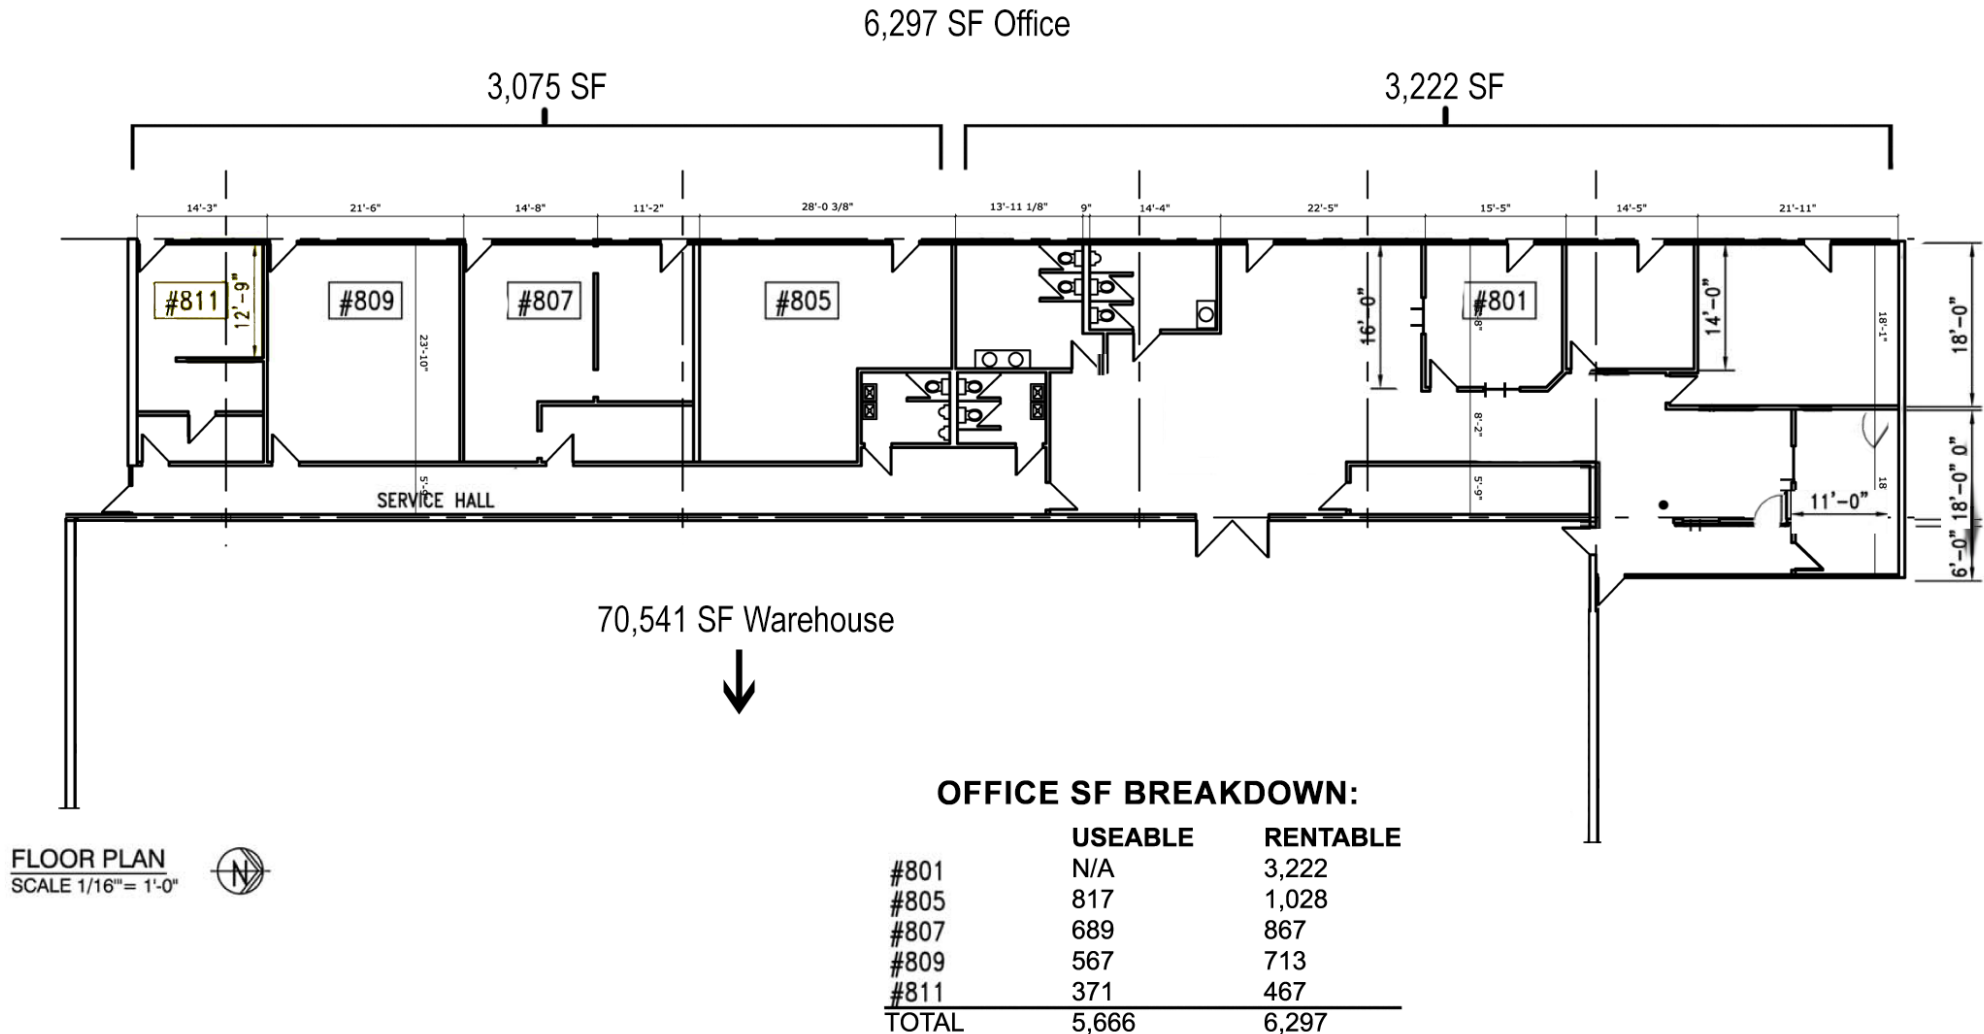 6,297 SF Office
3,075 SF
3,222 SF
14'-3"
21'-6"
14'-8"
11'-2"
28'-0 3/8"
13'-11 1/8"
9"
14'-4"
22'-5"
15'-5"
14'-5"
21'-11"
#811
12'-9"
#809
#807
#805
16'-0"
#801
14'-0"
18'-1"
18'-0"
23'-10"
8'-2"
5'-9"
SERVICE HALL
5'-9"
18
11'-0"
6'-0" 18'-0" 0"
70,541 SF Warehouse
OFFICE SF BREAKDOWN:
USEABLE RENTABLE
#801 N/A 3,222
#805 817 1,028
#807 689 867
#809 567 713
#811 371 467
TOTAL 5,666 6,297
FLOOR PLAN
SCALE 1/16"'= 1'-0"
N